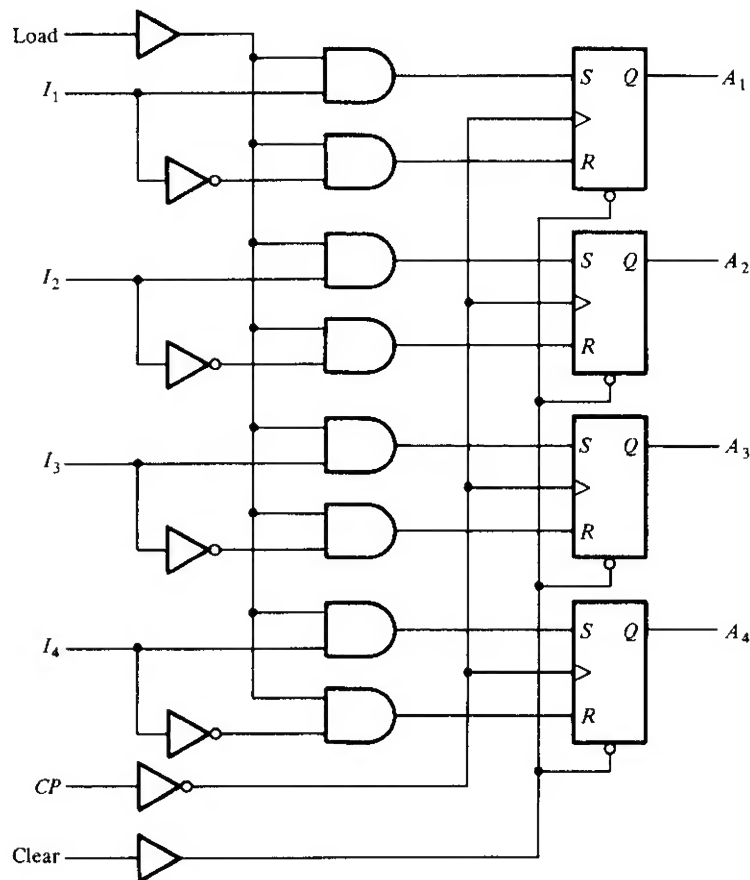 Load
I1
S Q A1
R
I2
S Q A2
R
I3
S Q A3
R
I4
S Q A4
R
CP
Clear